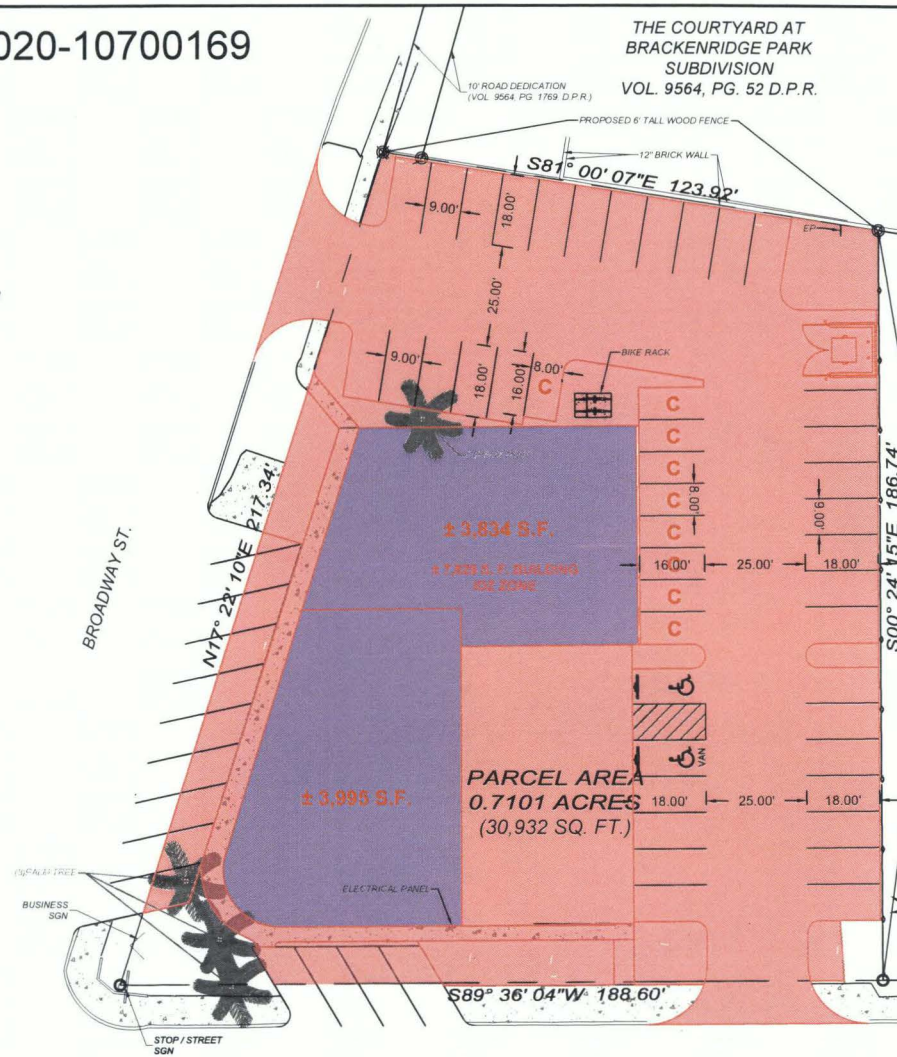 020-10700169
THE COURTYARD AT
BRACKENRIDGE PARK
SUBDIVISION
VOL. 9564, PG. 52 D.P.R.
10' ROAD DEDICATION
(VOL. 9564, PG. 1769 D.P.R.)
PROPOSED 6' TALL WOOD FENCE
12" BRICK WALL
S81° 00' 07"E 123.92'
9.00'
18.00'
EP
25.00'
9.00'
18.00'
16.00'
8.00'
C
BIKE RACK
C
C
C
C
C
C
C
C
8.00'
9.00'
S00° 24' 15"E 186.74'
N17° 22' 10"E 217.34'
BROADWAY ST.
± 3,834 S.F.
BUILDING
ZONE
16.00'
25.00'
18.00'
VAN
± 3,995 S.F.
PARCEL AREA
0.7101 ACRES
(30,932 SQ. FT.)
18.00'
25.00'
18.00'
PALM TREE
BUSINESS
SGN
ELECTRICAL PANEL
S89° 36' 04"W 188.60'
STOP / STREET
SGN